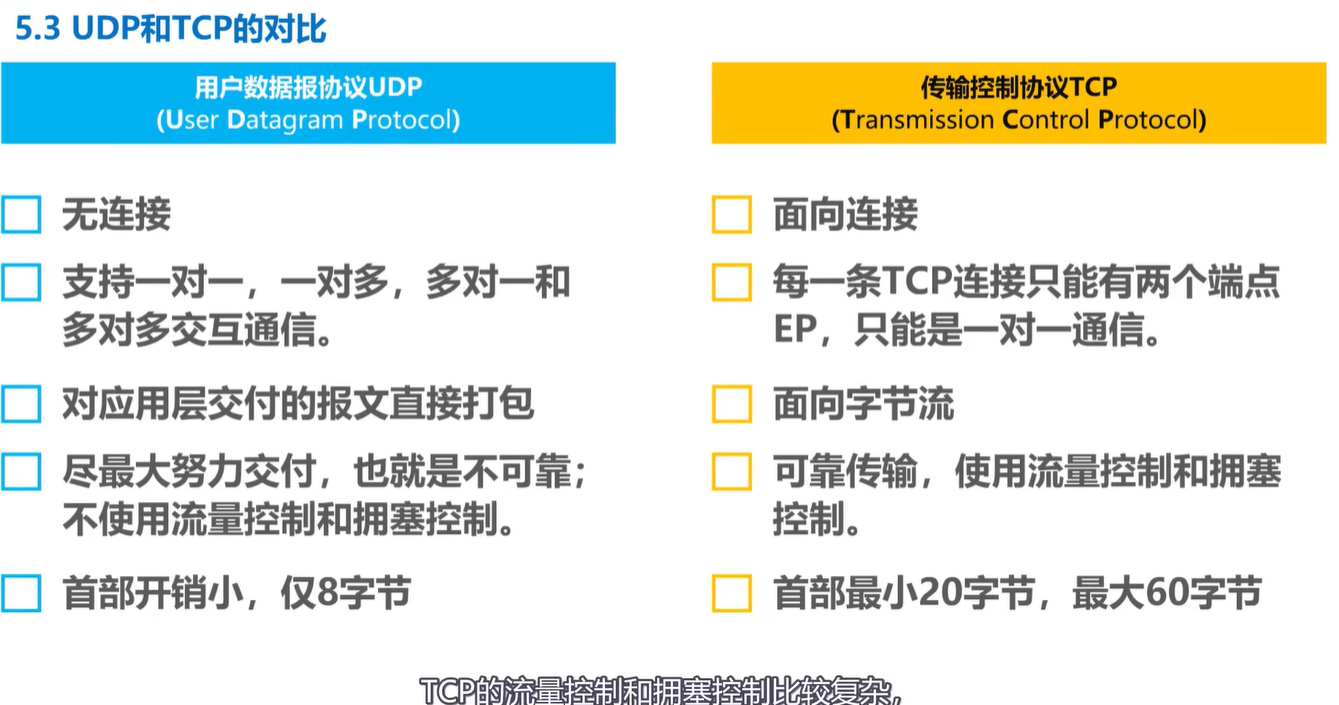 5.3 UDP和TCP的对比
用户数据报协议UDP
(User Datagram Protocol)
无连接
支持一对一，一对多，多对一和
多对多交互通信。
对应用层交付的报文直接打包
尽最大努力交付，也就是不可靠；
不使用流量控制和拥塞控制。
首部开销小，仅8字节
传输控制协议TCP
(Transmission Control Protocol)
面向连接
每一条TCP连接只能有两个端点
EP，只能是一对一通信。
面向字节流
可靠传输，使用流量控制和拥塞
控制。
首部最小20字节，最大60字节
TCP的流量控制和拥塞控制比较复杂，